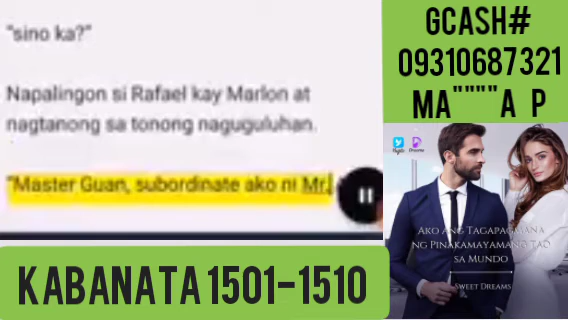 "sino ka?"
Napalingon si Rafael kay Marlon at
nagtanong sa tonong naguguluhan.
"Master Guan, subordinate ako ni Mr.
KABANATA 1501-1510
GCASH#
09310687321
MA""""A P
Dreame
AKO ANG TAGAPAGMANA
NG PINAKAMAYAMANG TAO
SA MUNDO
SWEET DREAMS